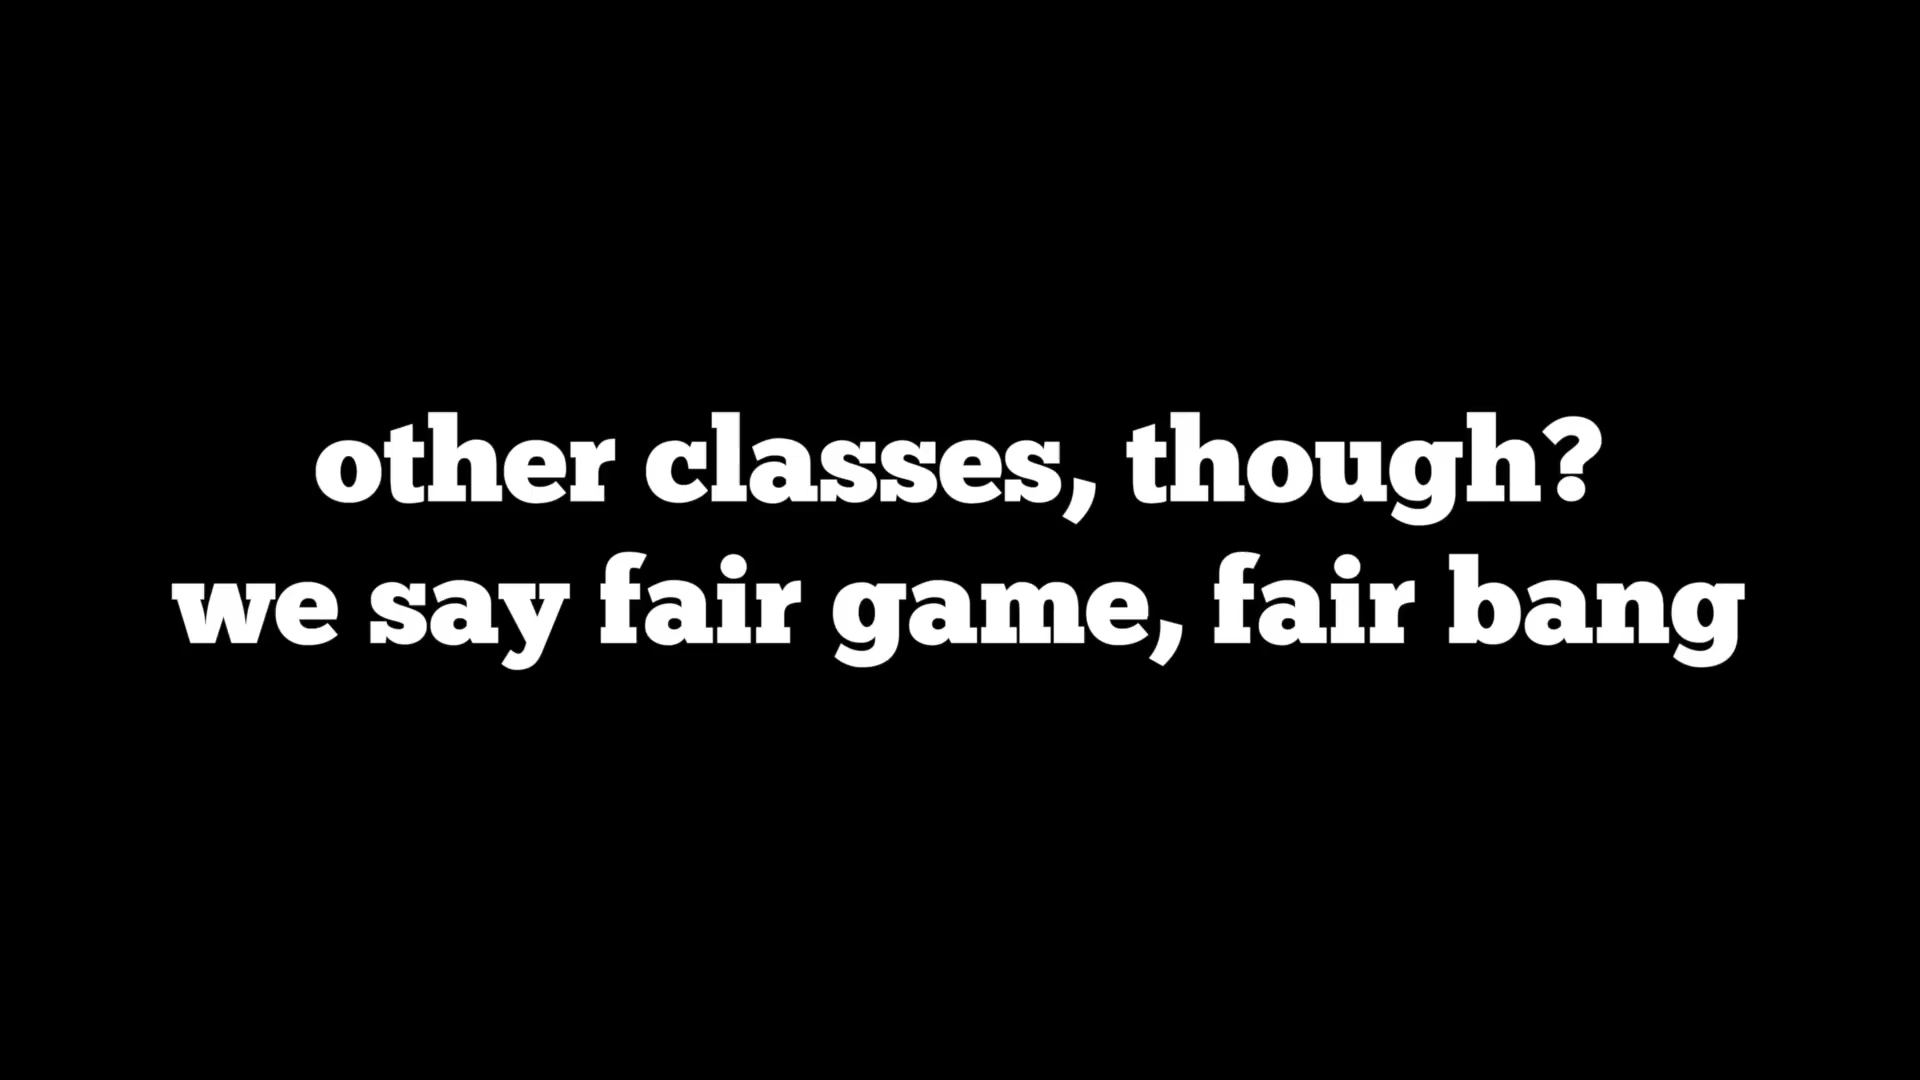 other classes, though?
we say fair game, fair bang